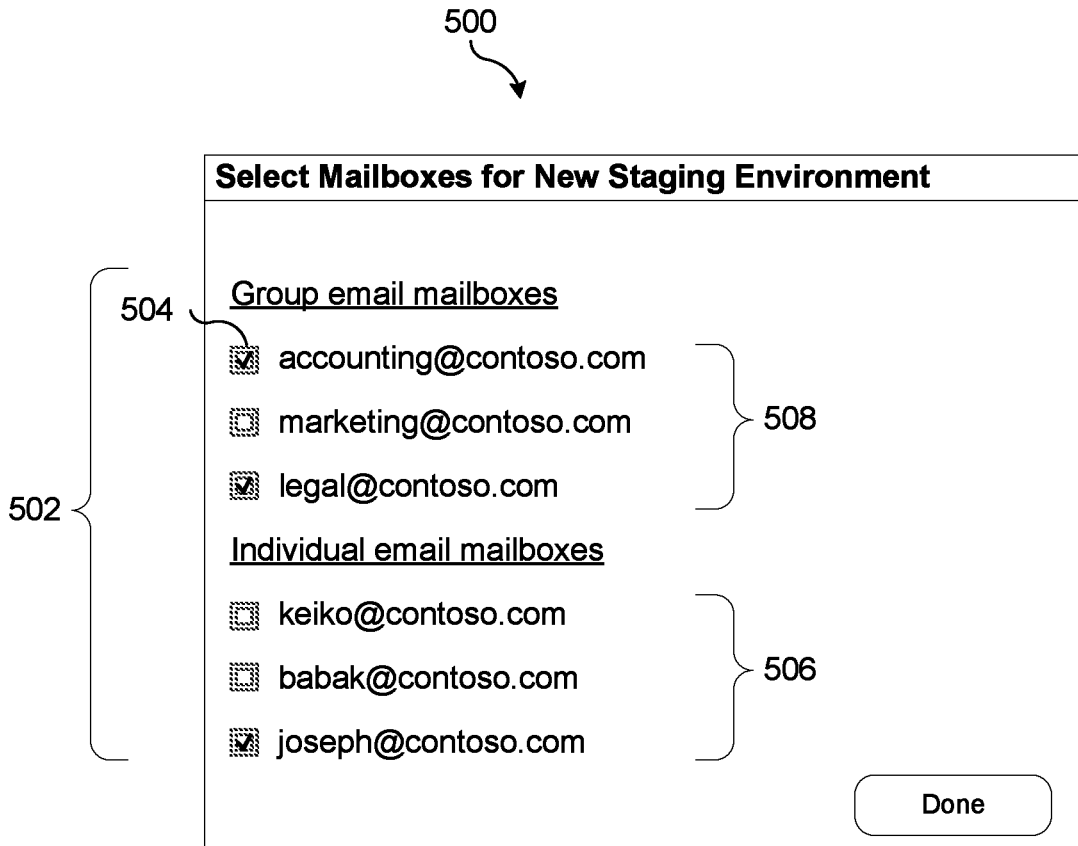 500
Select Mailboxes for New Staging Environment
Group email mailboxes
504
accounting@contoso.com
marketing@contoso.com
508
legal@contoso.com
502
Individual email mailboxes
keiko@contoso.com
babak@contoso.com
506
joseph@contoso.com
Done